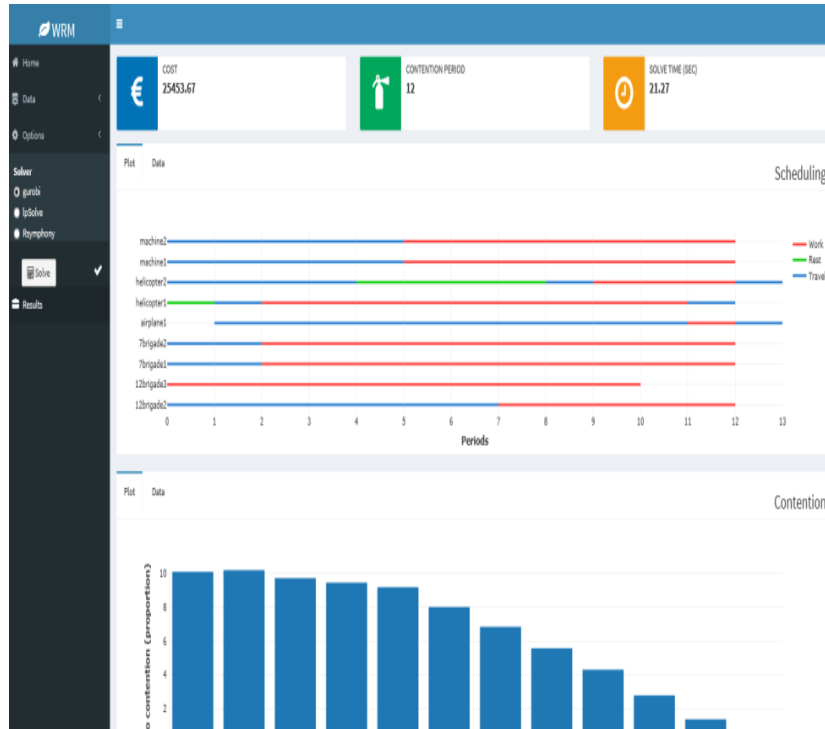 WRM
Home
Data
Options
Solver
gurobi
lpSolve
Rsymphony
Solve
Results
COST
25453.67
CONTENTION PERIOD
12
SOLVE TIME (SEC)
21.27
Plot Data
Scheduling
machine2
machine1
helicopter2
helicopter1
airplane1
7brigade2
7brigade1
12brigade3
12brigade2
0 1 2 3 4 5 6 7 8 9 10 11 12 13
Periods
Work
Rest
Travel
Plot Data
Contention
10
8
6
4
2
o contention (proportion)